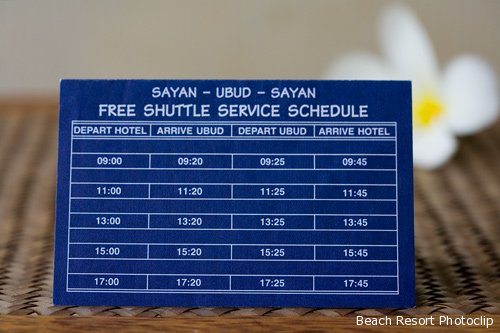 SAYAN – UBUD – SAYAN
FREE SHUTTLE SERVICE SCHEDULE
DEPART HOTEL ARRIVE UBUD DEPART UBUD ARRIVE HOTEL
09:00 09:20 09:25 09:45
11:00 11:20 11:25 11:45
13:00 13:20 13:25 13:45
15:00 15:20 15:25 15:45
17:00 17:20 17:25 17:45
Beach Resort Photoclip